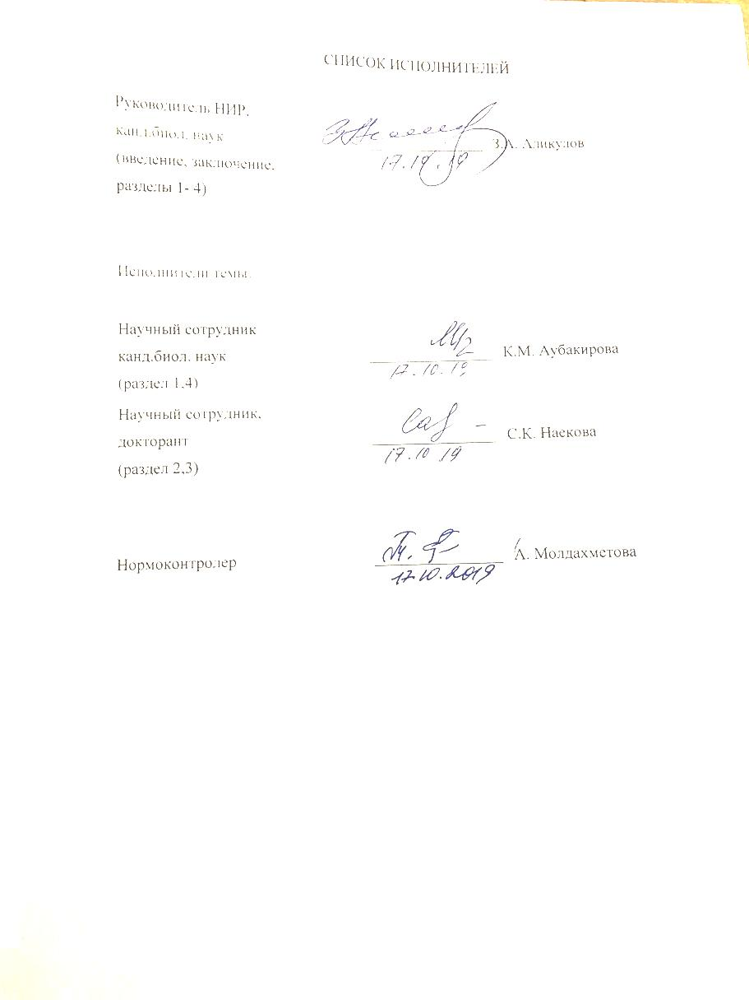 СПИСОК ИСПОЛНИТЕЛЕЙ
Руководитель НИР,
канд.биол. наук
(введение, заключение,
разделы 1- 4)
З.А. Аликулов
17.10.19
Исполнители темы:
Научный сотрудник
канд.биол. наук
(раздел 1,4)
К.М. Аубакирова
17.10.19
Научный сотрудник,
докторант
(раздел 2,3)
С.К. Наекова
17.10 19
Нормоконтролер
А. Молдахметова
17.10.2019